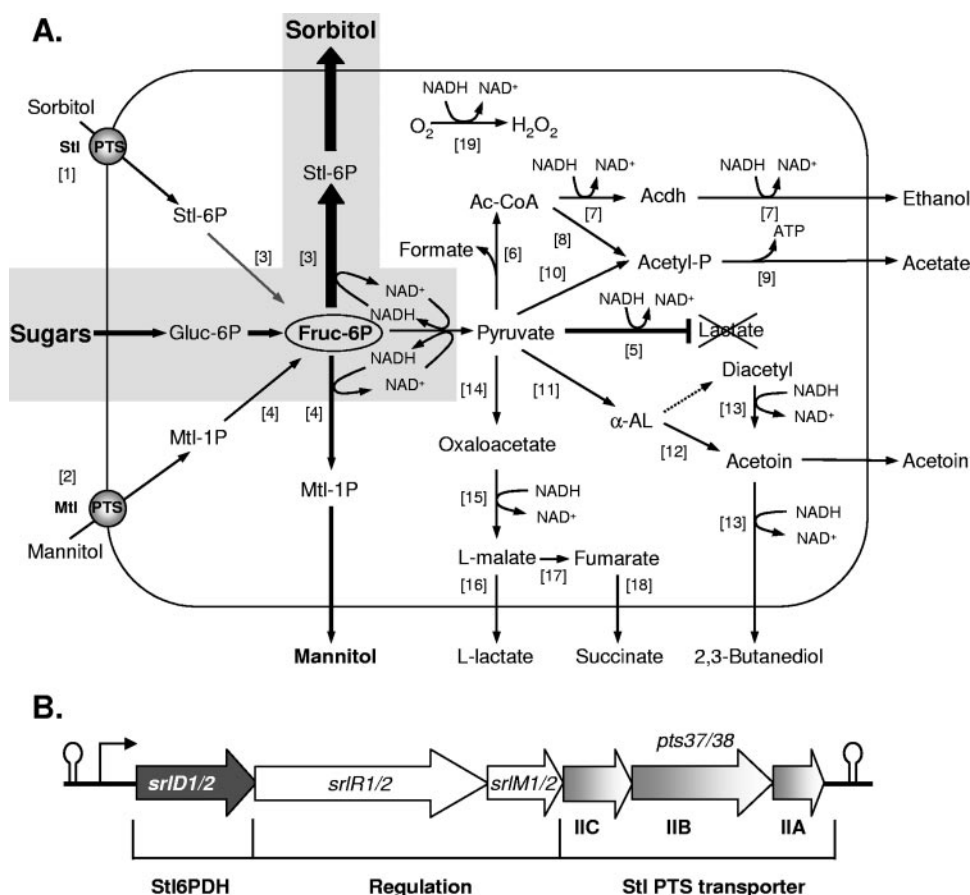 A.
Sorbitol
NADH NAD+
O2 H2O2
[19]
Sorbitol
Stl PTS
[1]
Stl-6P
Stl-6P
[3]
[3]
NADH NAD+
NADH NAD+
Ac-CoA Acdh Ethanol
[7] [7]
Formate [6] [8]
ATP
[10] Acetyl-P Acetate
[9]
NAD+
NADH
Sugars Gluc-6P Fruc-6P Pyruvate
NADH NAD+
Lactate
[5]
NADH
NAD+
[4] [4]
[14] [11]
Diacetyl
[13] NADH
NAD+
α-AL
[12]
Mtl-1P
Oxaloacetate
Acetoin Acetoin
[2]
Mtl PTS
Mannitol
Mtl-1P
[15] NADH
NAD+
[13] NADH
NAD+
L-malate Fumarate
[16] [17] [18]
Mannitol L-lactate Succinate 2,3-Butanediol
B.
pts37/38
srlD1/2 srlR1/2 srlM1/2
IIC IIB IIA
Stl6PDH Regulation Stl PTS transporter